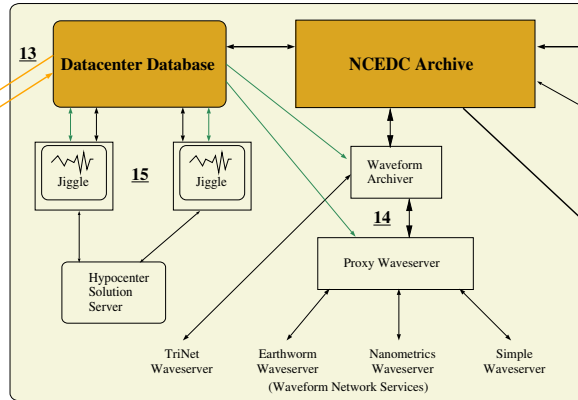 13
Datacenter Database
NCEDC Archive
Jiggle
15
Jiggle
Waveform
Archiver
14
Hypocenter
Solution
Server
Proxy Waveserver
TriNet
Waveserver
Earthworm
Waveserver
Nanometrics
Waveserver
Simple
Waveserver
(Waveform Network Services)